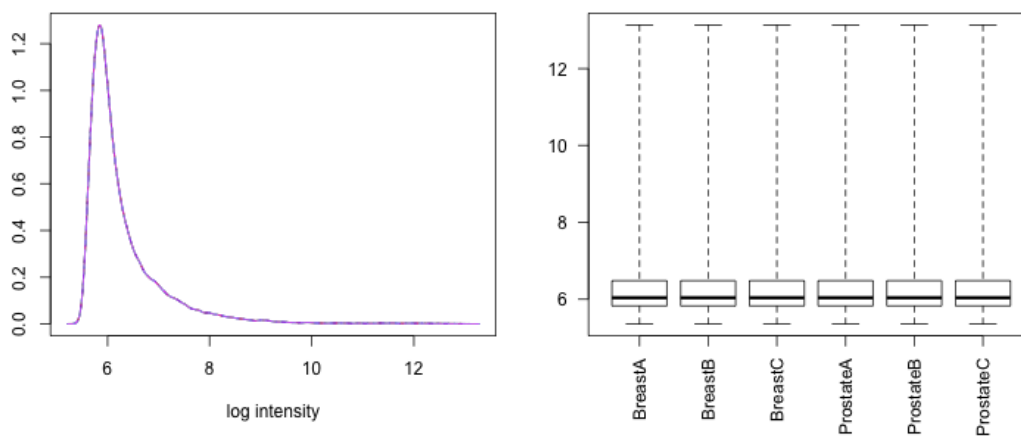 0.0 0.2 0.4 0.6 0.8 1.0 1.2
6 8 10 12
log intensity
6 8 10 12
BreastA
BreastB
BreastC
ProstateA
ProstateB
ProstateC